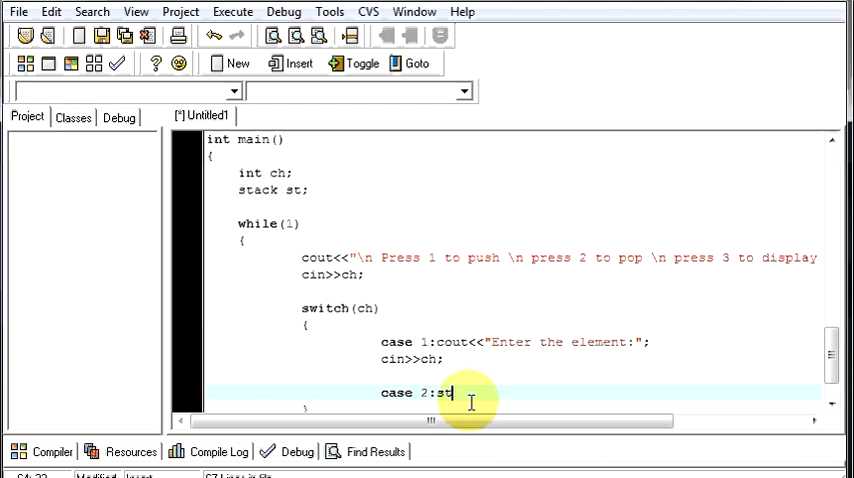 File Edit Search View Project Execute Debug Tools CVS Window Help
New Insert Toggle Goto
Project Classes Debug [*] Untitled1
int main()
{
int ch;
stack st;
while(1)
{
cout<<"\n Press 1 to push \n press 2 to pop \n press 3 to display
cin>>ch;
switch(ch)
{
case 1:cout<<"Enter the element:";
cin>>ch;
case 2:st
}
Compiler Resources Compile Log Debug Find Results